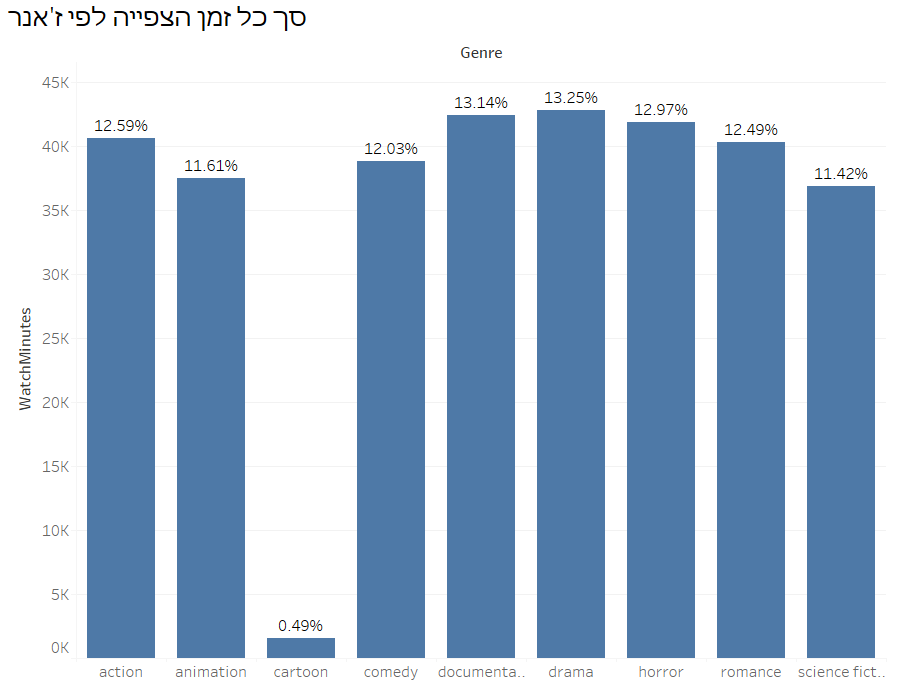 סך כל זמן הצפייה לפי ז'אנר
Genre
45K
40K
35K
30K
25K
20K
15K
10K
5K
0K
WatchMinutes
12.59%
11.61%
0.49%
12.03%
13.14%
13.25%
12.97%
12.49%
11.42%
action
animation
cartoon
comedy
documenta..
drama
horror
romance
science fict..